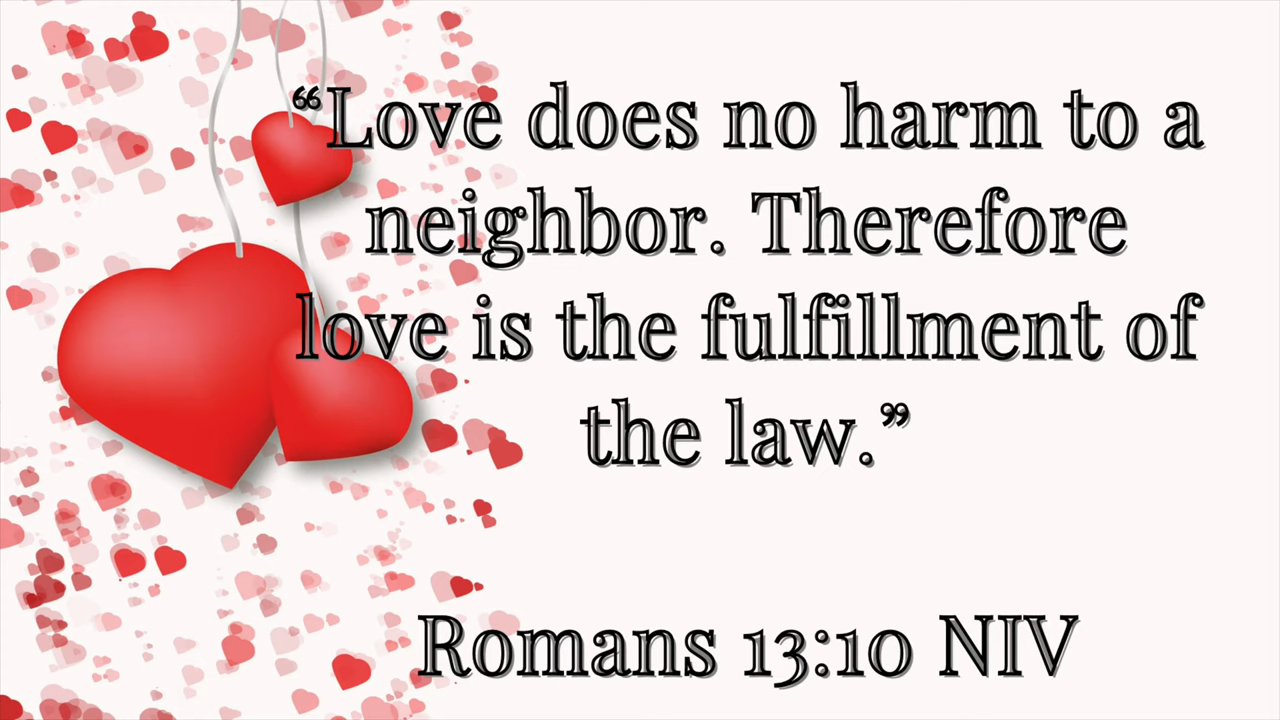 “Love does no harm to a
neighbor. Therefore
love is the fulfillment of
the law.”
Romans 13:10 NIV